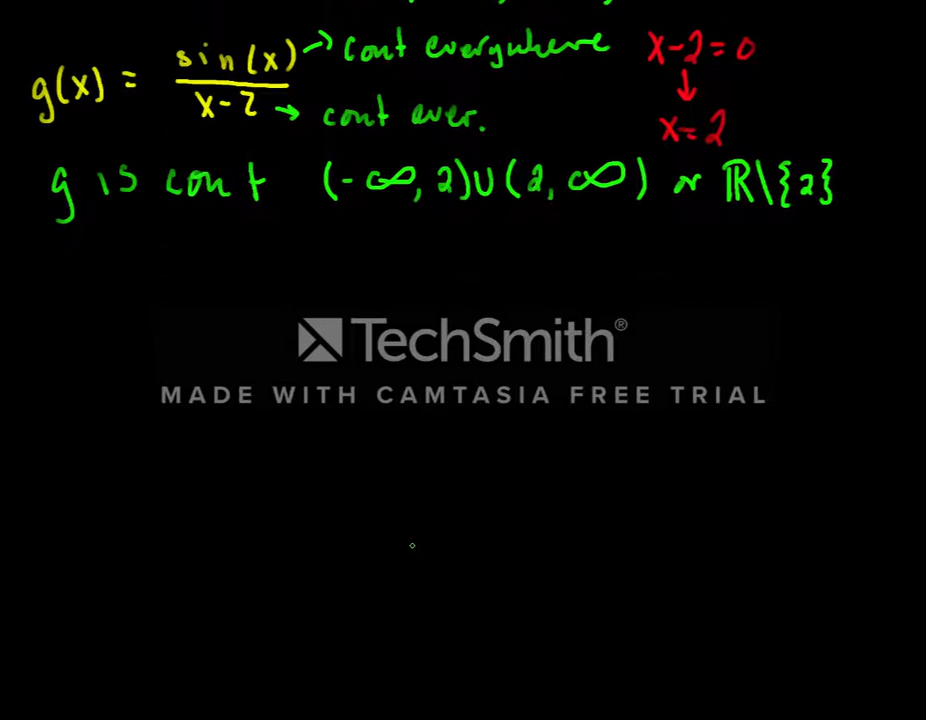 g(x) = sin(x) / x-2
→ cont everywhere
→ cont ever.
x-2=0
↓
x=2
g is cont (-∞, 2)∪(2, ∞) or ℝ\{2}
TechSmith®
MADE WITH CAMTASIA FREE TRIAL